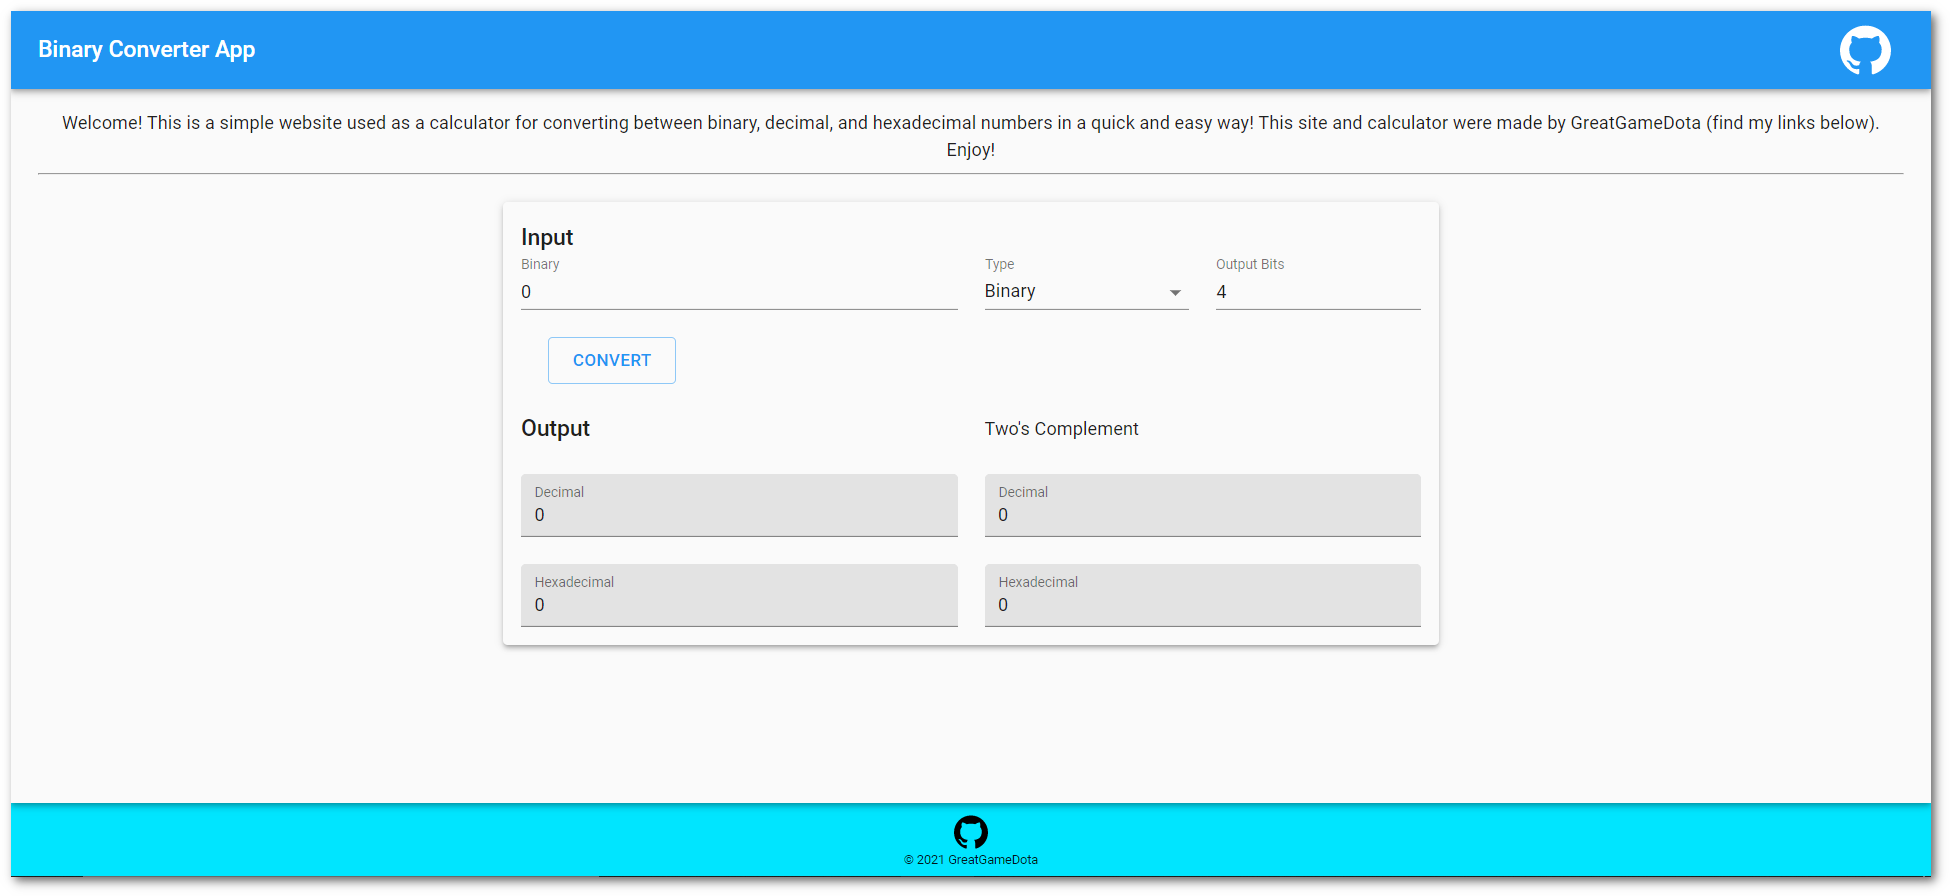 Binary Converter App
Welcome! This is a simple website used as a calculator for converting between binary, decimal, and hexadecimal numbers in a quick and easy way! This site and calculator were made by GreatGameDota (find my links below).
Enjoy!
Input
Binary
Type
Output Bits
0
Binary
4
CONVERT
Output
Two's Complement
Decimal
0
Decimal
0
Hexadecimal
0
Hexadecimal
0
© 2021 GreatGameDota